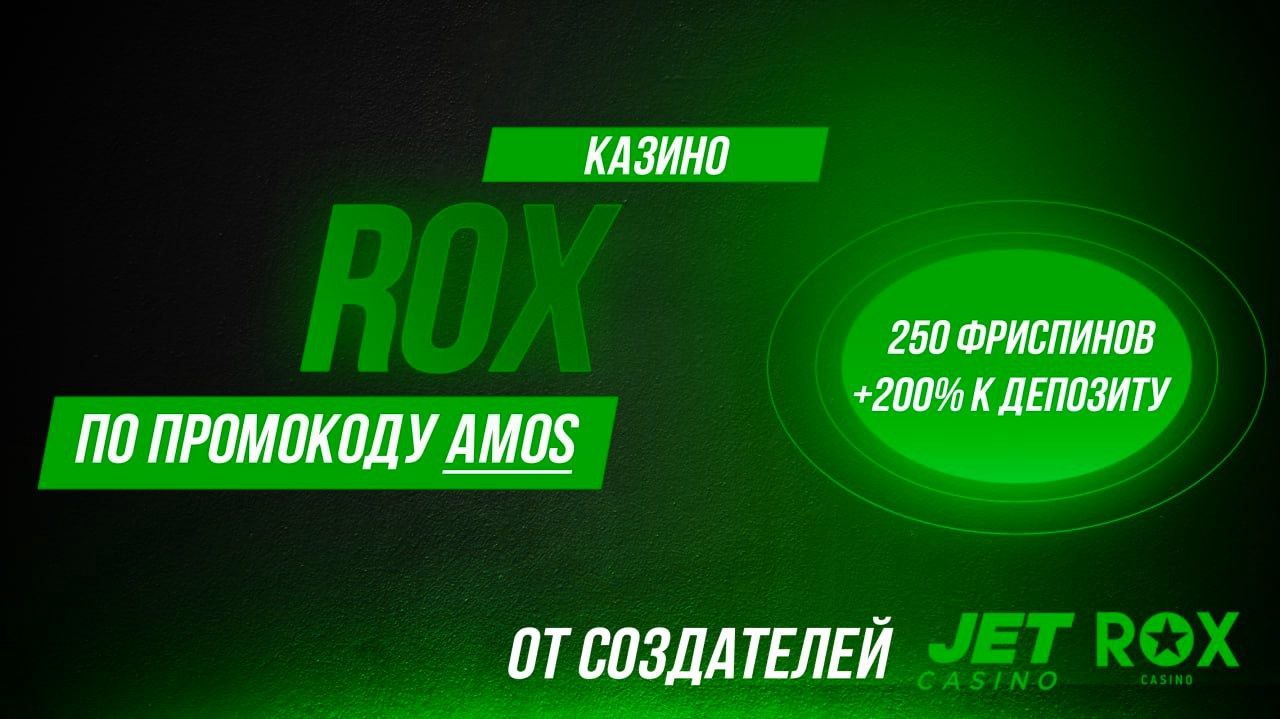 КАЗИНО
ROX
ПО ПРОМОКОДУ AMOS
250 ФРИСПИНОВ
+200% К ДЕПОЗИТУ
ОТ СОЗДАТЕЛЕЙ
JET
CASINO
ROX
CASINO